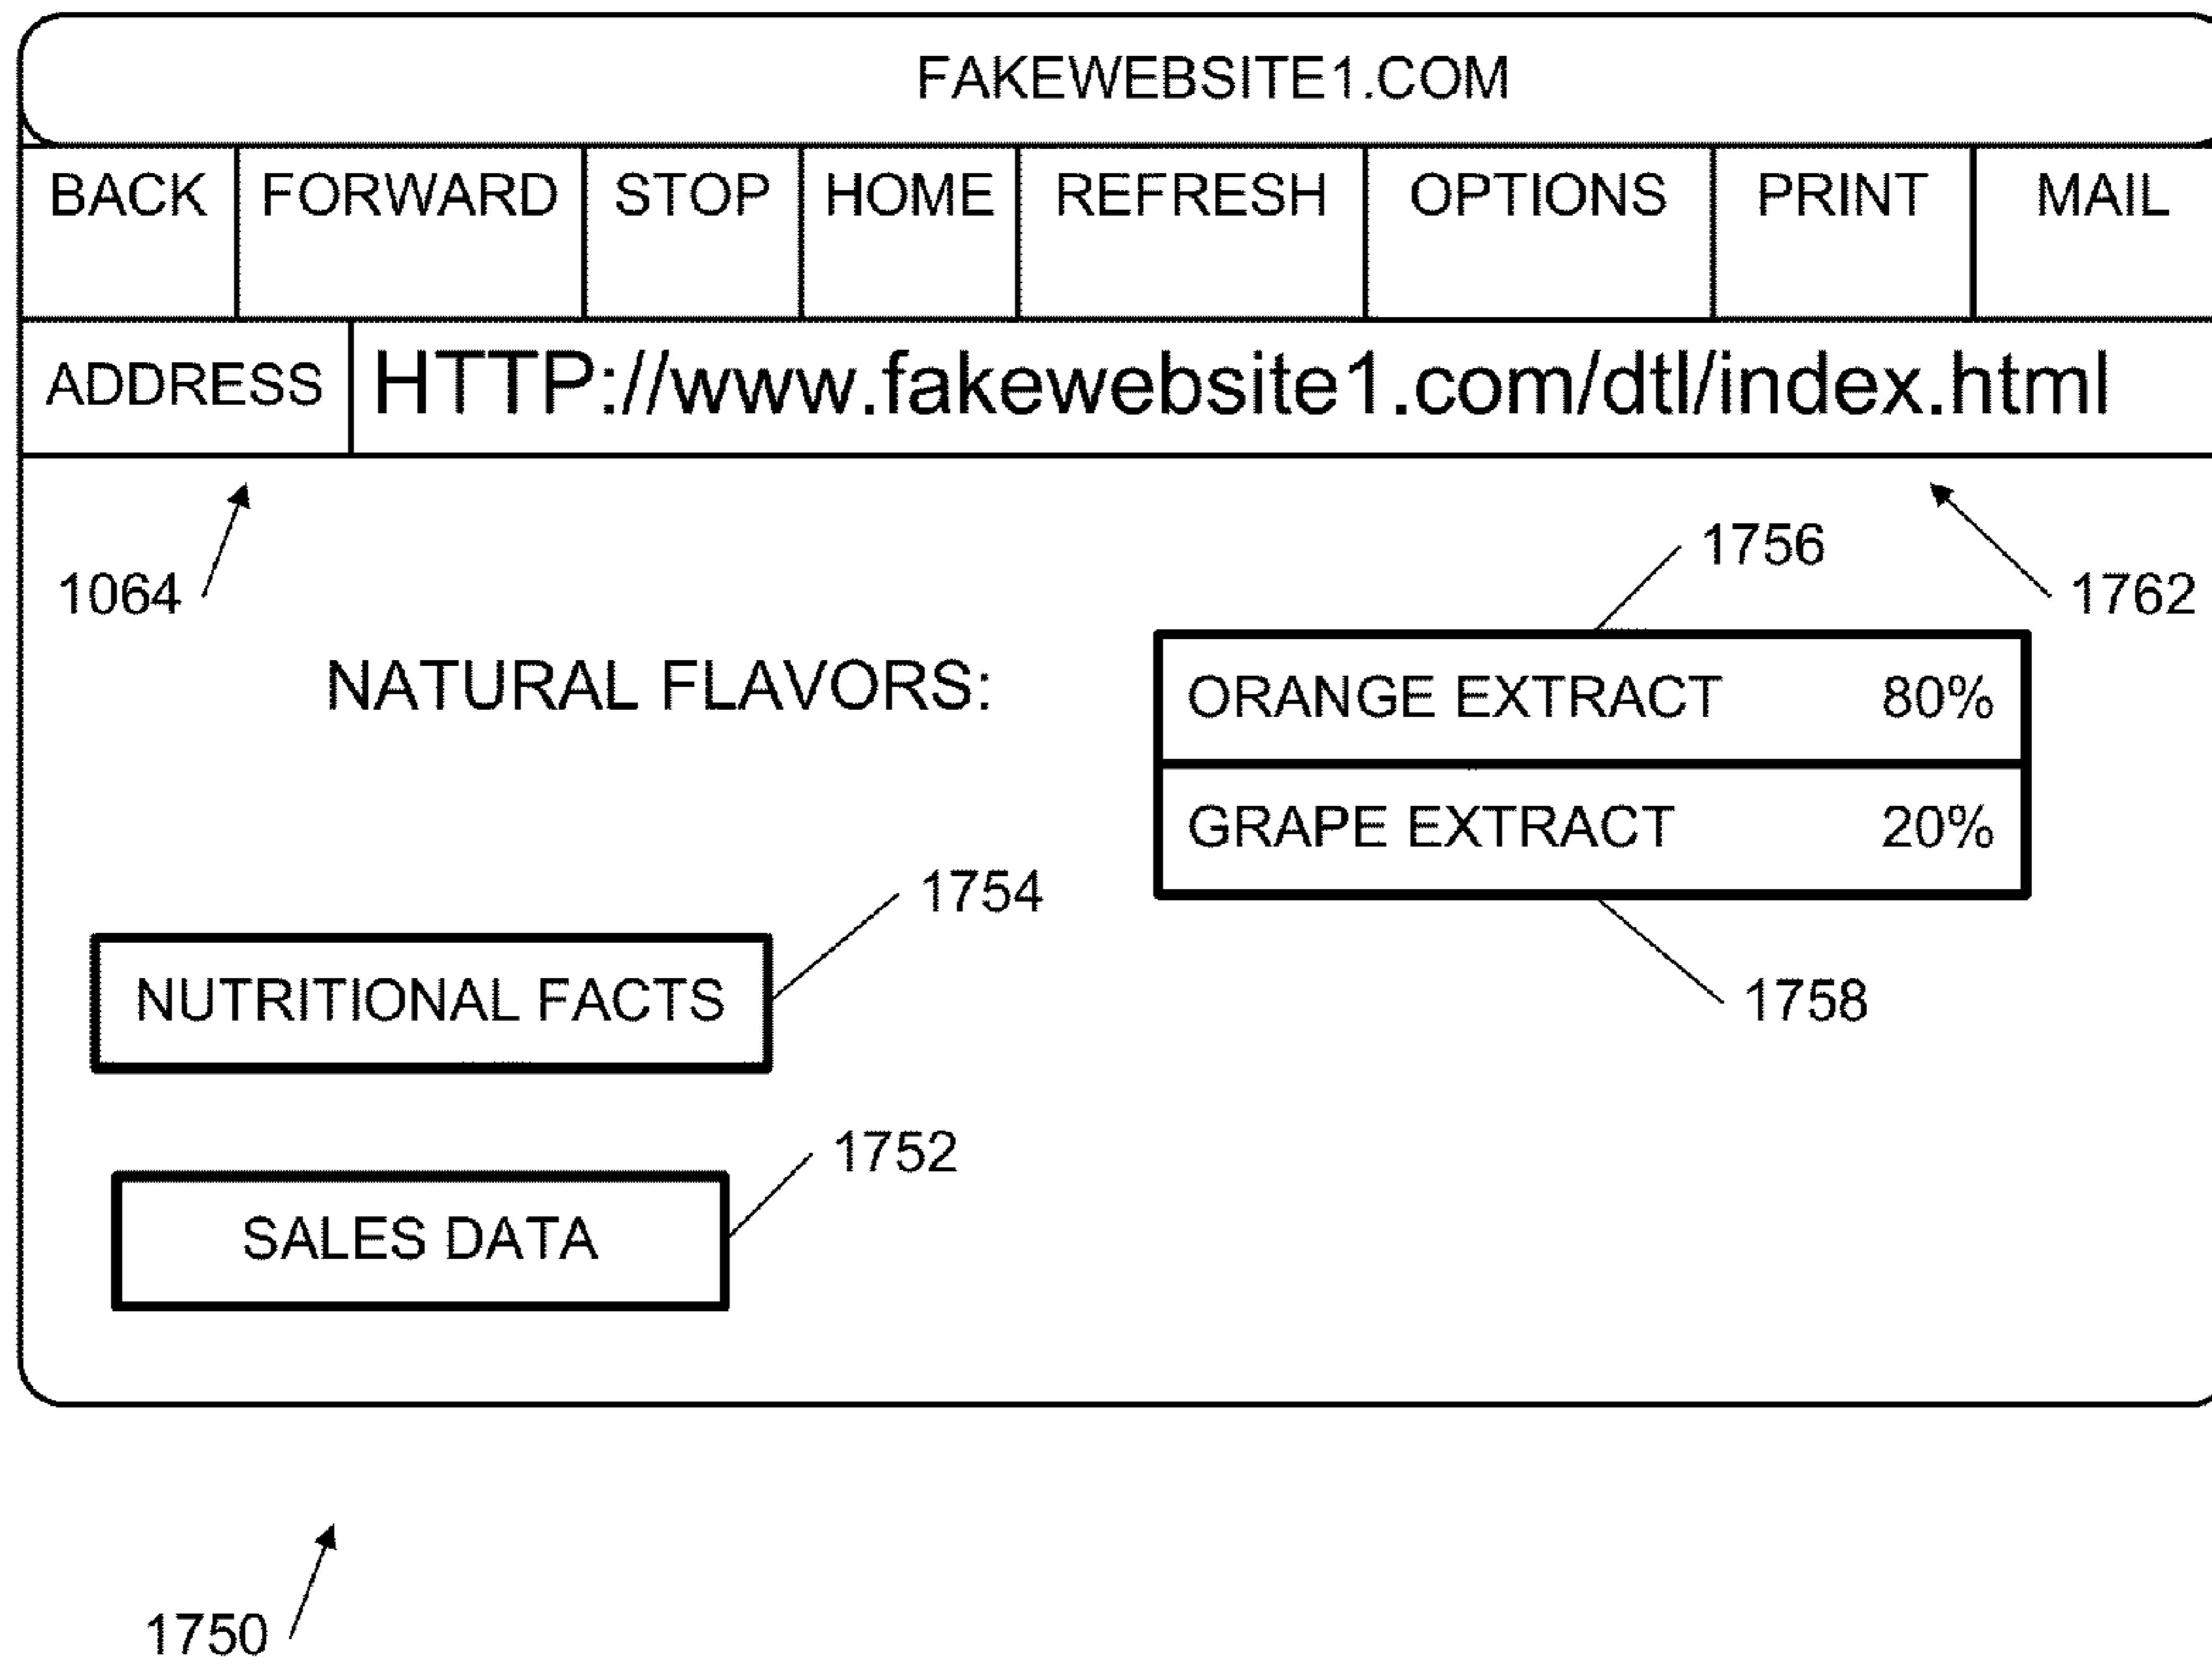 FAKEWEBSITE1.COM
BACK FORWARD STOP HOME REFRESH OPTIONS PRINT MAIL
ADDRESS HTTP://www.fakewebsite1.com/dtl/index.html
1756
1064 1762
NATURAL FLAVORS: ORANGE EXTRACT 80%
GRAPE EXTRACT 20%
1754
NUTRITIONAL FACTS 1758
1752
SALES DATA
1750